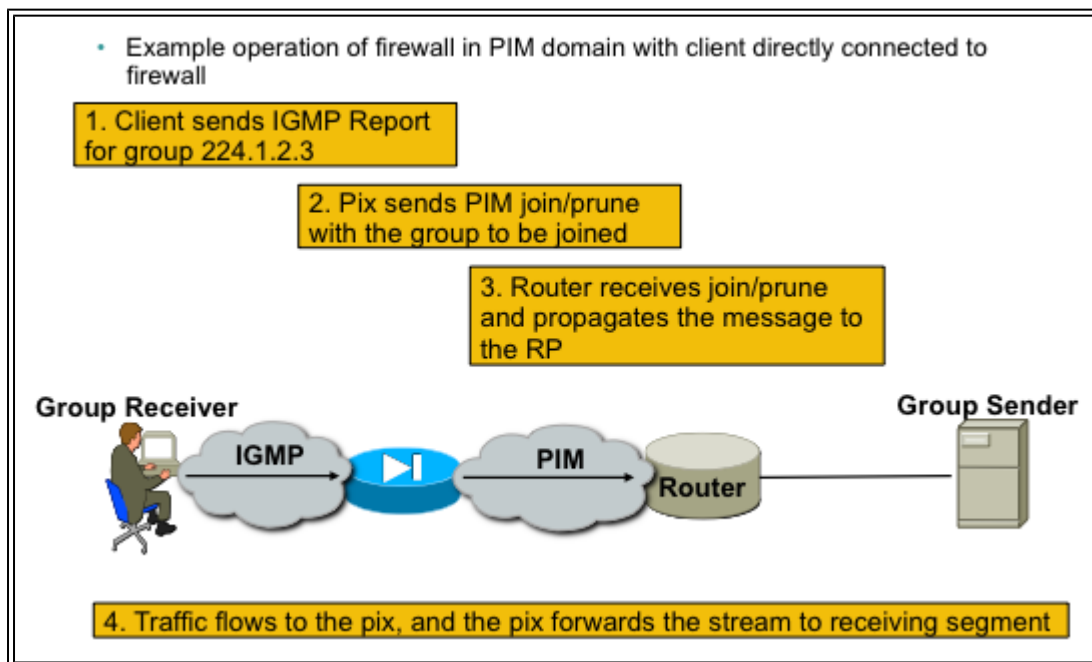 • Example operation of firewall in PIM domain with client directly connected to
firewall
1. Client sends IGMP Report
for group 224.1.2.3
2. Pix sends PIM join/prune
with the group to be joined
3. Router receives join/prune
and propagates the message to
the RP
Group Receiver
Group Sender
IGMP
PIM
Router
4. Traffic flows to the pix, and the pix forwards the stream to receiving segment